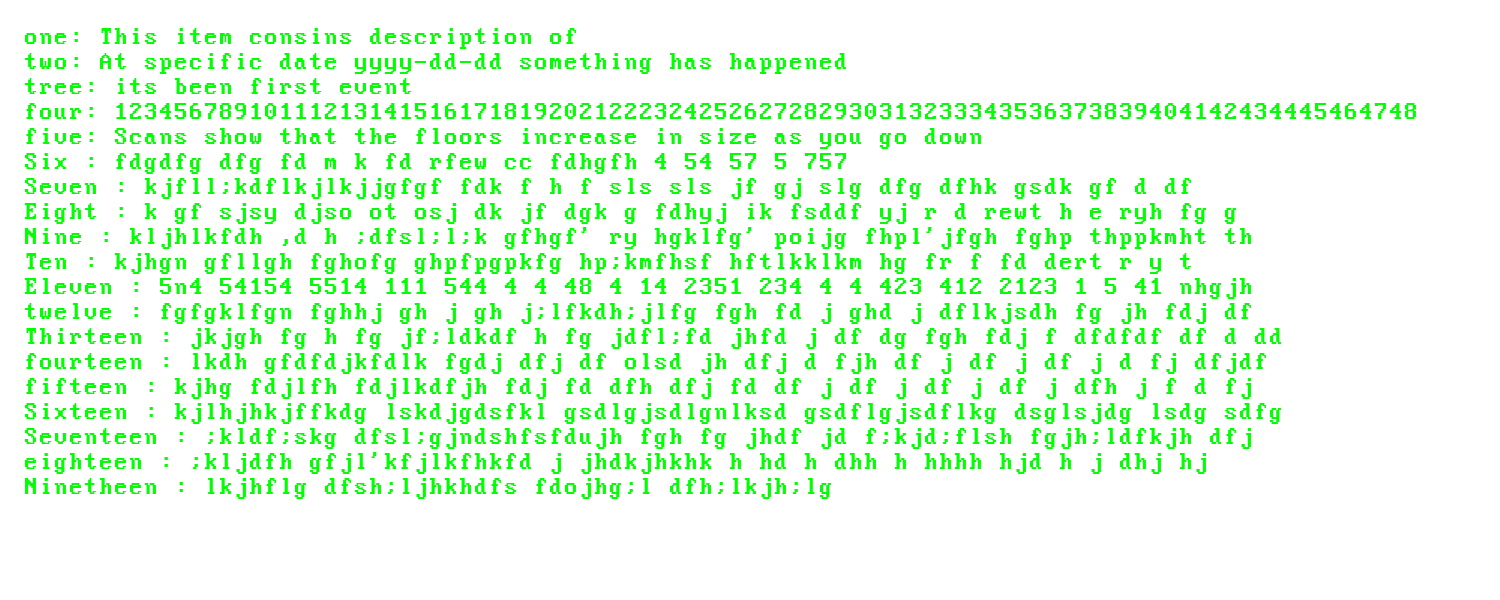 one: This item consins description of
two: At specific date yyyy-dd-dd something has happened
tree: its been first event
four: 123456789101112131415161718192021222324252627282930313233343536373839404142434445464748
five: Scans show that the floors increase in size as you go down
Six : fdgdfg dfg fd m k fd rfew cc fdhgfh 4 54 57 5 757
Seven : kjfll;kdflkjlkjjgfgf fdk f h f sls sls jf gj slg dfg dfhk gsdk gf d df
Eight : k gf sjsy djso ot osj dk jf dgk g fdhyj ik fsddf yj r d rewt h e ryh fg g
Nine : kljhlkfdh ,d h ;dfsl;l;k gfhgf' ry hgklfg' poijg fhpl'jfgh fghp thppkmht th
Ten : kjhgn gfllgh fghofg ghpfpgpkfg hp;kmfhsf hftlkklkm hg fr f fd dert r y t
Eleven : 5n4 54154 5514 111 544 4 4 48 4 14 2351 234 4 4 423 412 2123 1 5 41 nhgjh
twelve : fgfgklfgn fghhj gh j gh j;lfkdh;jlfg fgh fd j ghd j dflkjsdh fg jh fdj df
Thirteen : jkjgh fg h fg jf;ldkdf h fg jdfl;fd jhfd j df dg fgh fdj f dfdfdf df d dd
fourteen : lkdh gfdfdjkfdlk fgdj dfj df olsd jh dfj d fjh df j df j df j d fj dfjdf
fifteen : kjhg fdjlfh fdjlkdfjh fdj fd dfh dfj fd df j df j df j df j dfh j f d fj
Sixteen : kjlhjhkjffkdg lskdjgdsfkl gsdlgjsdlgnlksd gsdflgjsdflkg dsglsjdg lsdg sdfg
Seventeen : ;kldf;skg dfsl;gjndshfsfdujh fgh fg jhdf jd f;kjd;flsh fgjh;ldfkjh dfj
eighteen : ;kljdfh gfjl'kfjlkfhkfd j jhdkjhkhk h hd h dhh h hhhh hjd h j dhj hj
Ninetheen : lkjhflg dfsh;ljhkhdfs fdojhg;l dfh;lkjh;lg